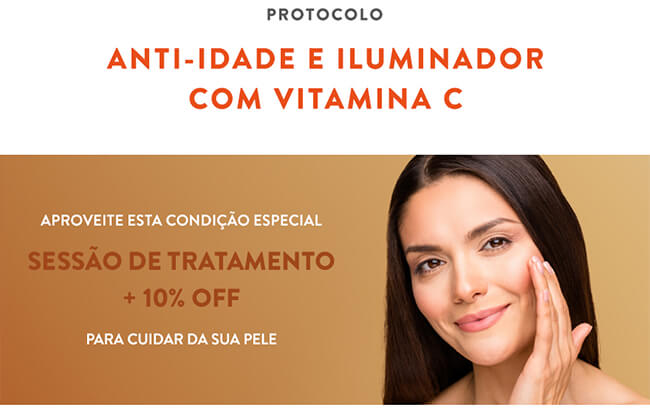 PROTOCOLO
ANTI-IDADE E ILUMINADOR
COM VITAMINA C
APROVEITE ESTA CONDIÇÃO ESPECIAL
SESSÃO DE TRATAMENTO
+ 10% OFF
PARA CUIDAR DA SUA PELE